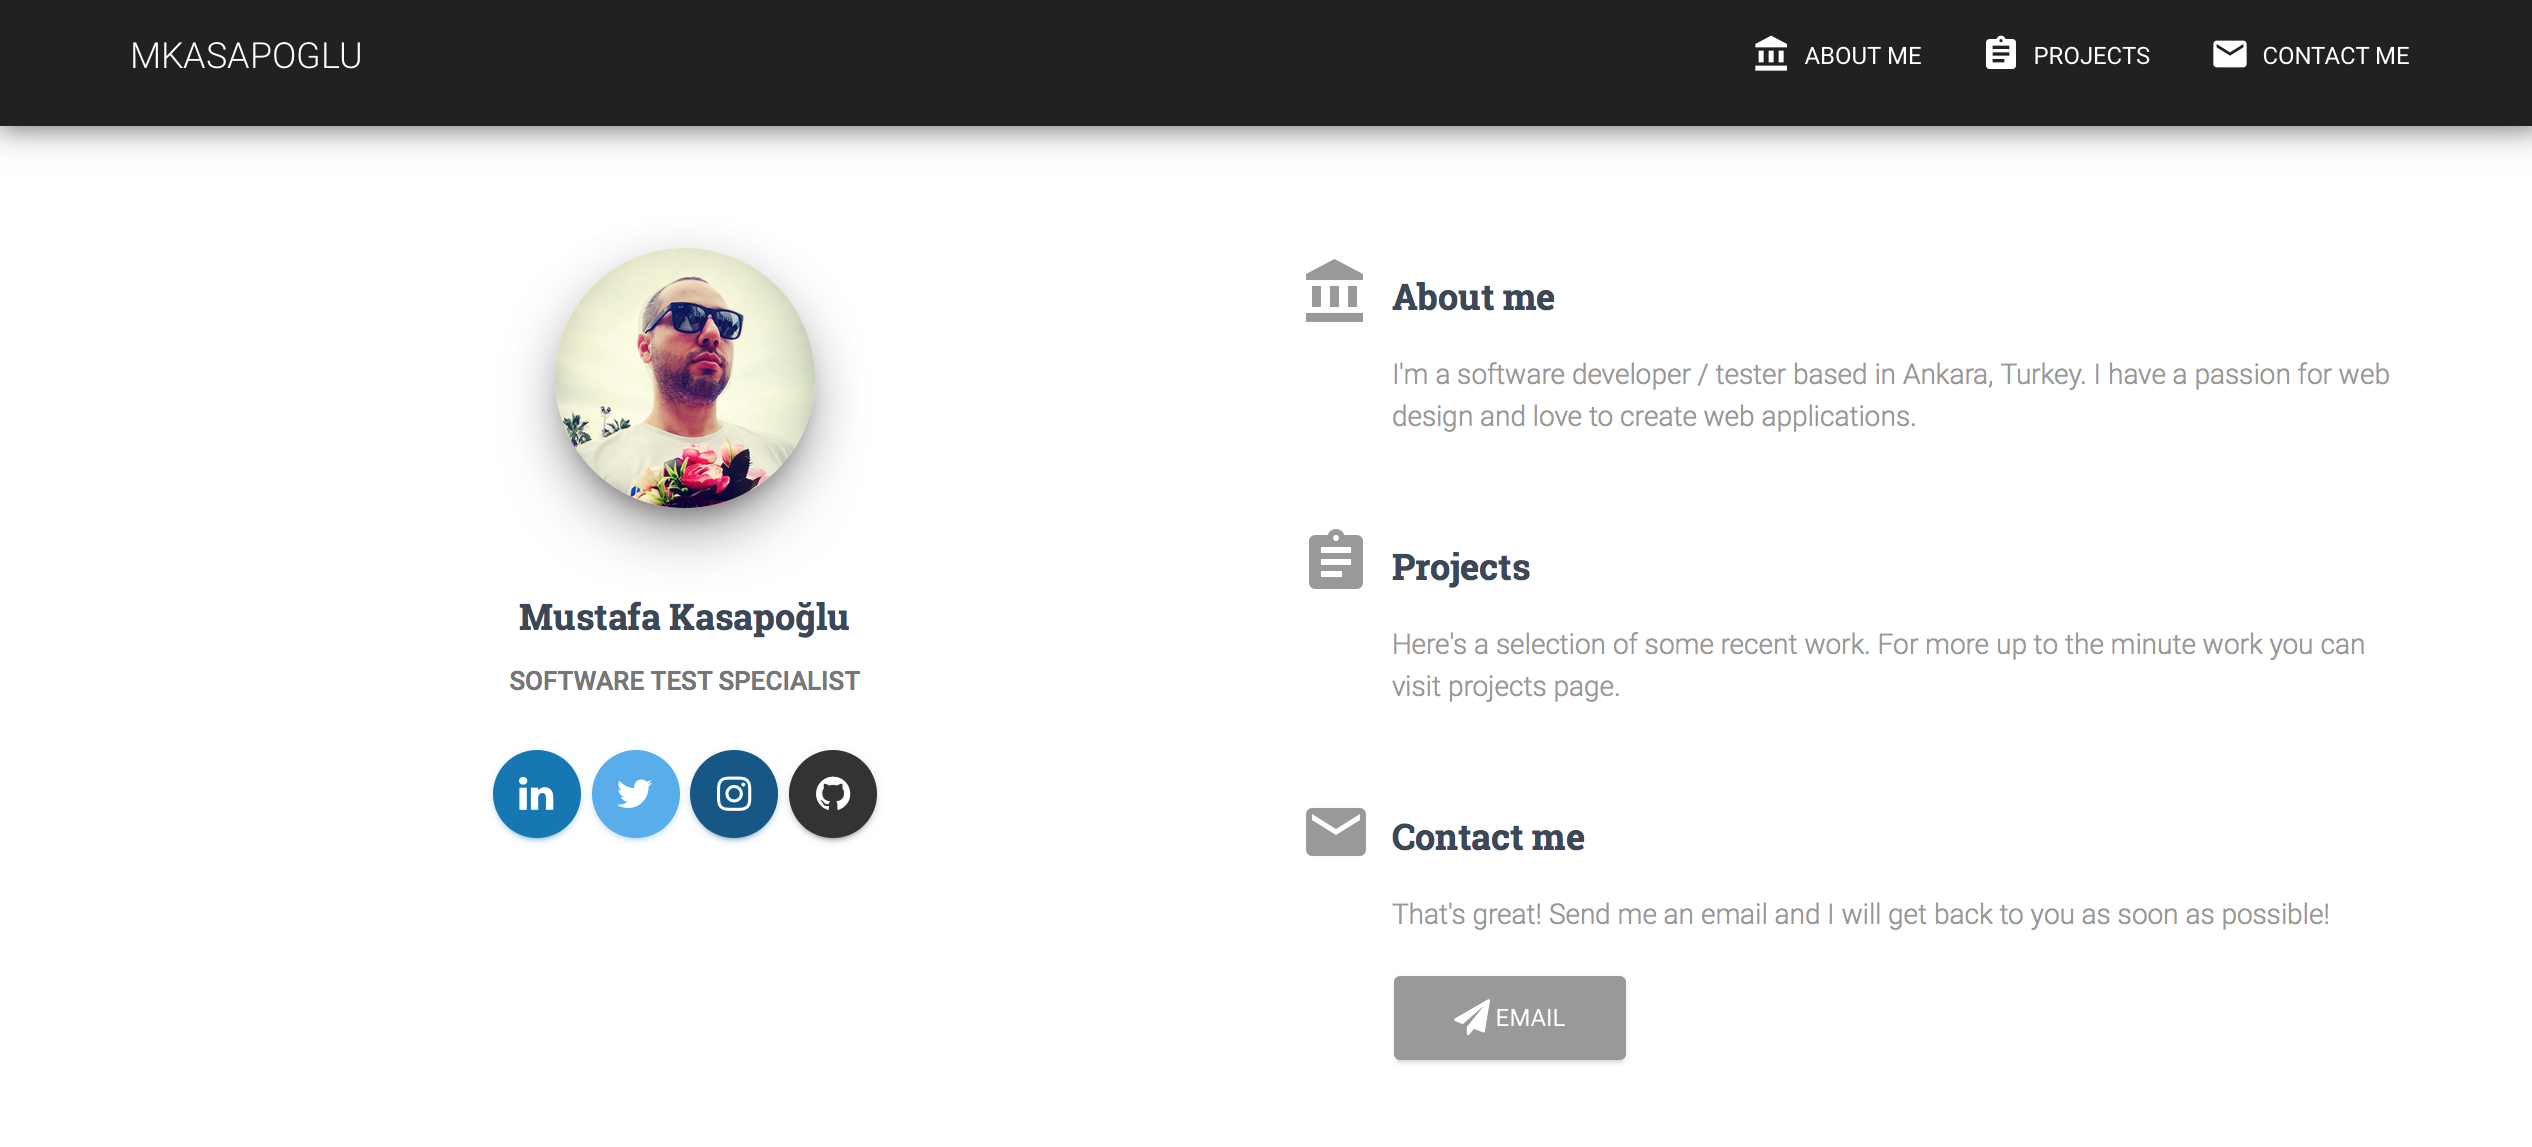 MKASAPOGLU
ABOUT ME
PROJECTS
CONTACT ME
Mustafa Kasapoğlu
SOFTWARE TEST SPECIALIST
About me
I'm a software developer / tester based in Ankara, Turkey. I have a passion for web
design and love to create web applications.
Projects
Here's a selection of some recent work. For more up to the minute work you can
visit projects page.
Contact me
That's great! Send me an email and I will get back to you as soon as possible!
EMAIL